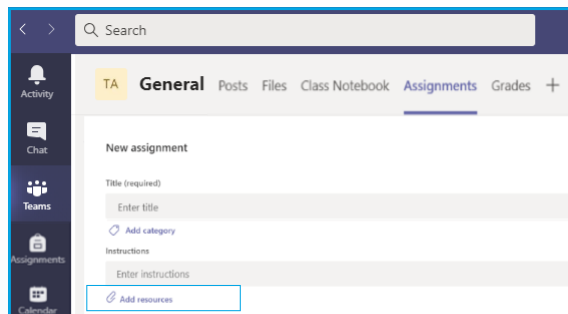 Search
Activity
Chat
Teams
Assignments
Calendar
TA General Posts Files Class Notebook Assignments Grades
New assignment
Title (required)
Enter title
Add category
Instructions
Enter instructions
Add resources